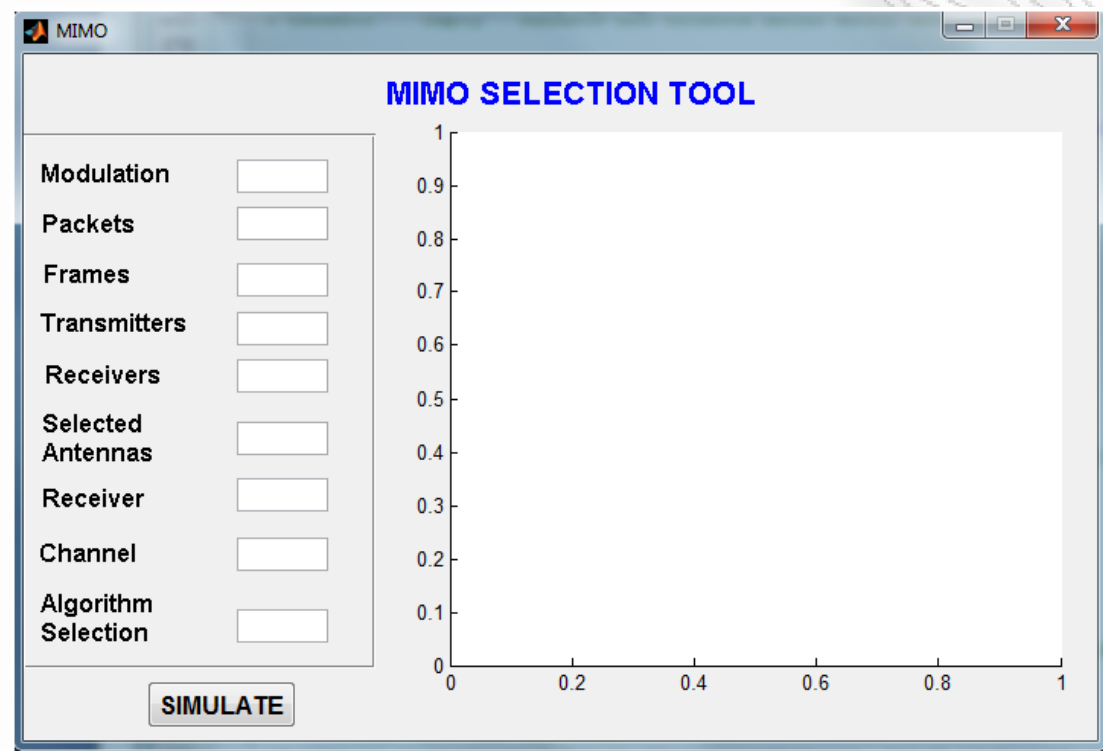 MIMO
MIMO SELECTION TOOL
Modulation
Packets
Frames
Transmitters
Receivers
Selected
Antennas
Receiver
Channel
Algorithm
Selection
SIMULATE
1
0.9
0.8
0.7
0.6
0.5
0.4
0.3
0.2
0.1
0
0 0.2 0.4 0.6 0.8 1